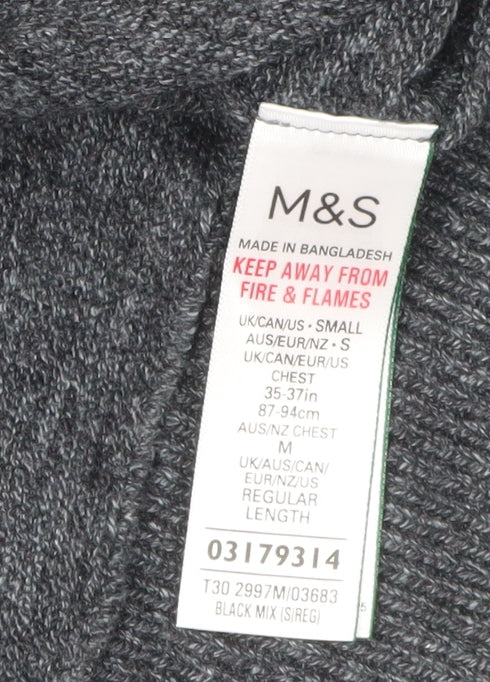 M&S
MADE IN BANGLADESH
KEEP AWAY FROM
FIRE & FLAMES
UK/CAN/US • SMALL
AUS/EUR/NZ • S
UK/CAN/EUR/US
CHEST
35-37in
87-94cm
AUS/NZ CHEST
M
UK/AUS/CAN/
EUR/NZ/US
REGULAR
LENGTH
03179314
T30 2997M/03683
BLACK MIX (S/REG)
5